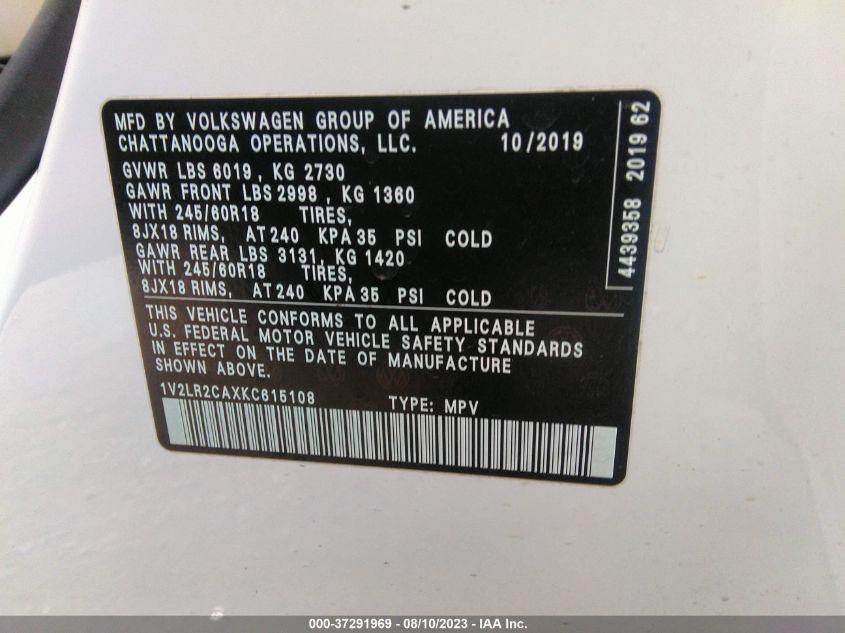 MFD BY VOLKSWAGEN GROUP OF AMERICA
CHATTANOOGA OPERATIONS, LLC. 10/2019
GVWR LBS 6019, KG 2730
GAWR FRONT LBS 2998, KG 1360
WITH 245/60R18 TIRES,
8JX18 RIMS, AT 240 KPA 35 PSI COLD
GAWR REAR LBS 3131, KG 1420
WITH 245/60R18 TIRES,
8JX18 RIMS, AT 240 KPA 35 PSI COLD
THIS VEHICLE CONFORMS TO ALL APPLICABLE
U.S. FEDERAL MOTOR VEHICLE SAFETY STANDARDS
IN EFFECT ON THE DATE OF MANUFACTURE
SHOWN ABOVE.
1V2LR2CAXKC615108 TYPE: MPV
4439358 2019 62
000-37291969 - 08/10/2023 - IAA Inc.